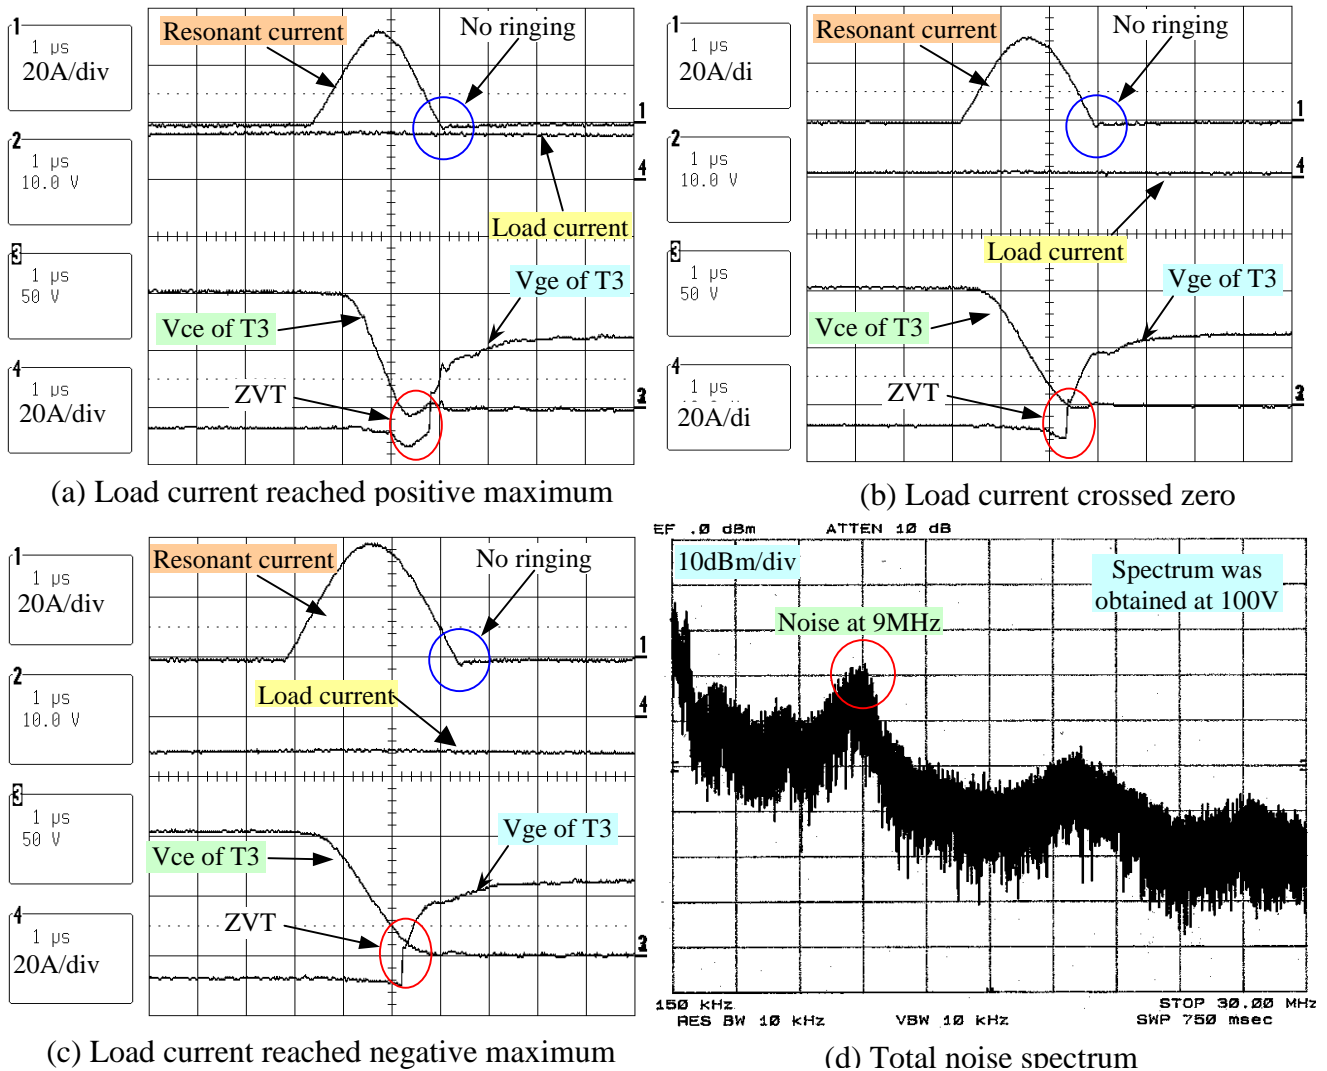 1
1 µs
20A/div
2
1 µs
10.0 V
3
1 µs
50 V
4
1 µs
20A/div
Resonant current
No ringing
1
4
Load current
Vge of T3
Vce of T3
ZVT
(a) Load current reached positive maximum
1
1 µs
20A/di
2
1 µs
10.0 V
3
1 µs
50 V
4
1 µs
20A/di
Resonant current
No ringing
1
4
Load current
Vge of T3
Vce of T3
ZVT
(b) Load current crossed zero
1
1 µs
20A/div
2
1 µs
10.0 V
3
1 µs
50 V
4
1 µs
20A/div
Resonant current
No ringing
1
Load current
4
Vge of T3
Vce of T3
ZVT
(c) Load current reached negative maximum
EF .0 dBm ATTEN 10 dB
10dBm/div
Spectrum was
obtained at 100V
Noise at 9MHz
150 kHz STOP 30.00 MHz
RES BW 10 kHz VBW 10 kHz SWP 750 msec
(d) Total noise spectrum